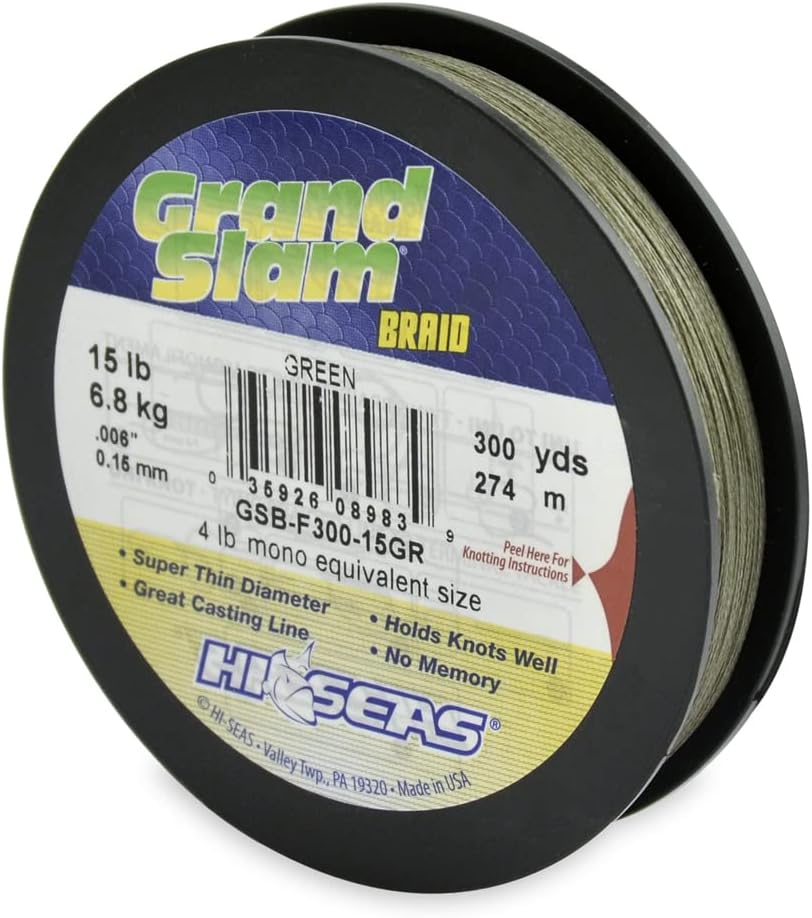 Grand
Slam®
BRAID
GREEN
15 lb
6.8 kg
.006"
0.15 mm
300 yds
274 m
0 35926 08983 9
GSB-F300-15GR
4 lb mono equivalent size
Peel Here For
Knotting Instructions
• Super Thin Diameter
• Great Casting Line
• Holds Knots Well
• No Memory
HI-SEAS®
© HI-SEAS • Valley Twp., PA 19320 • Made in USA